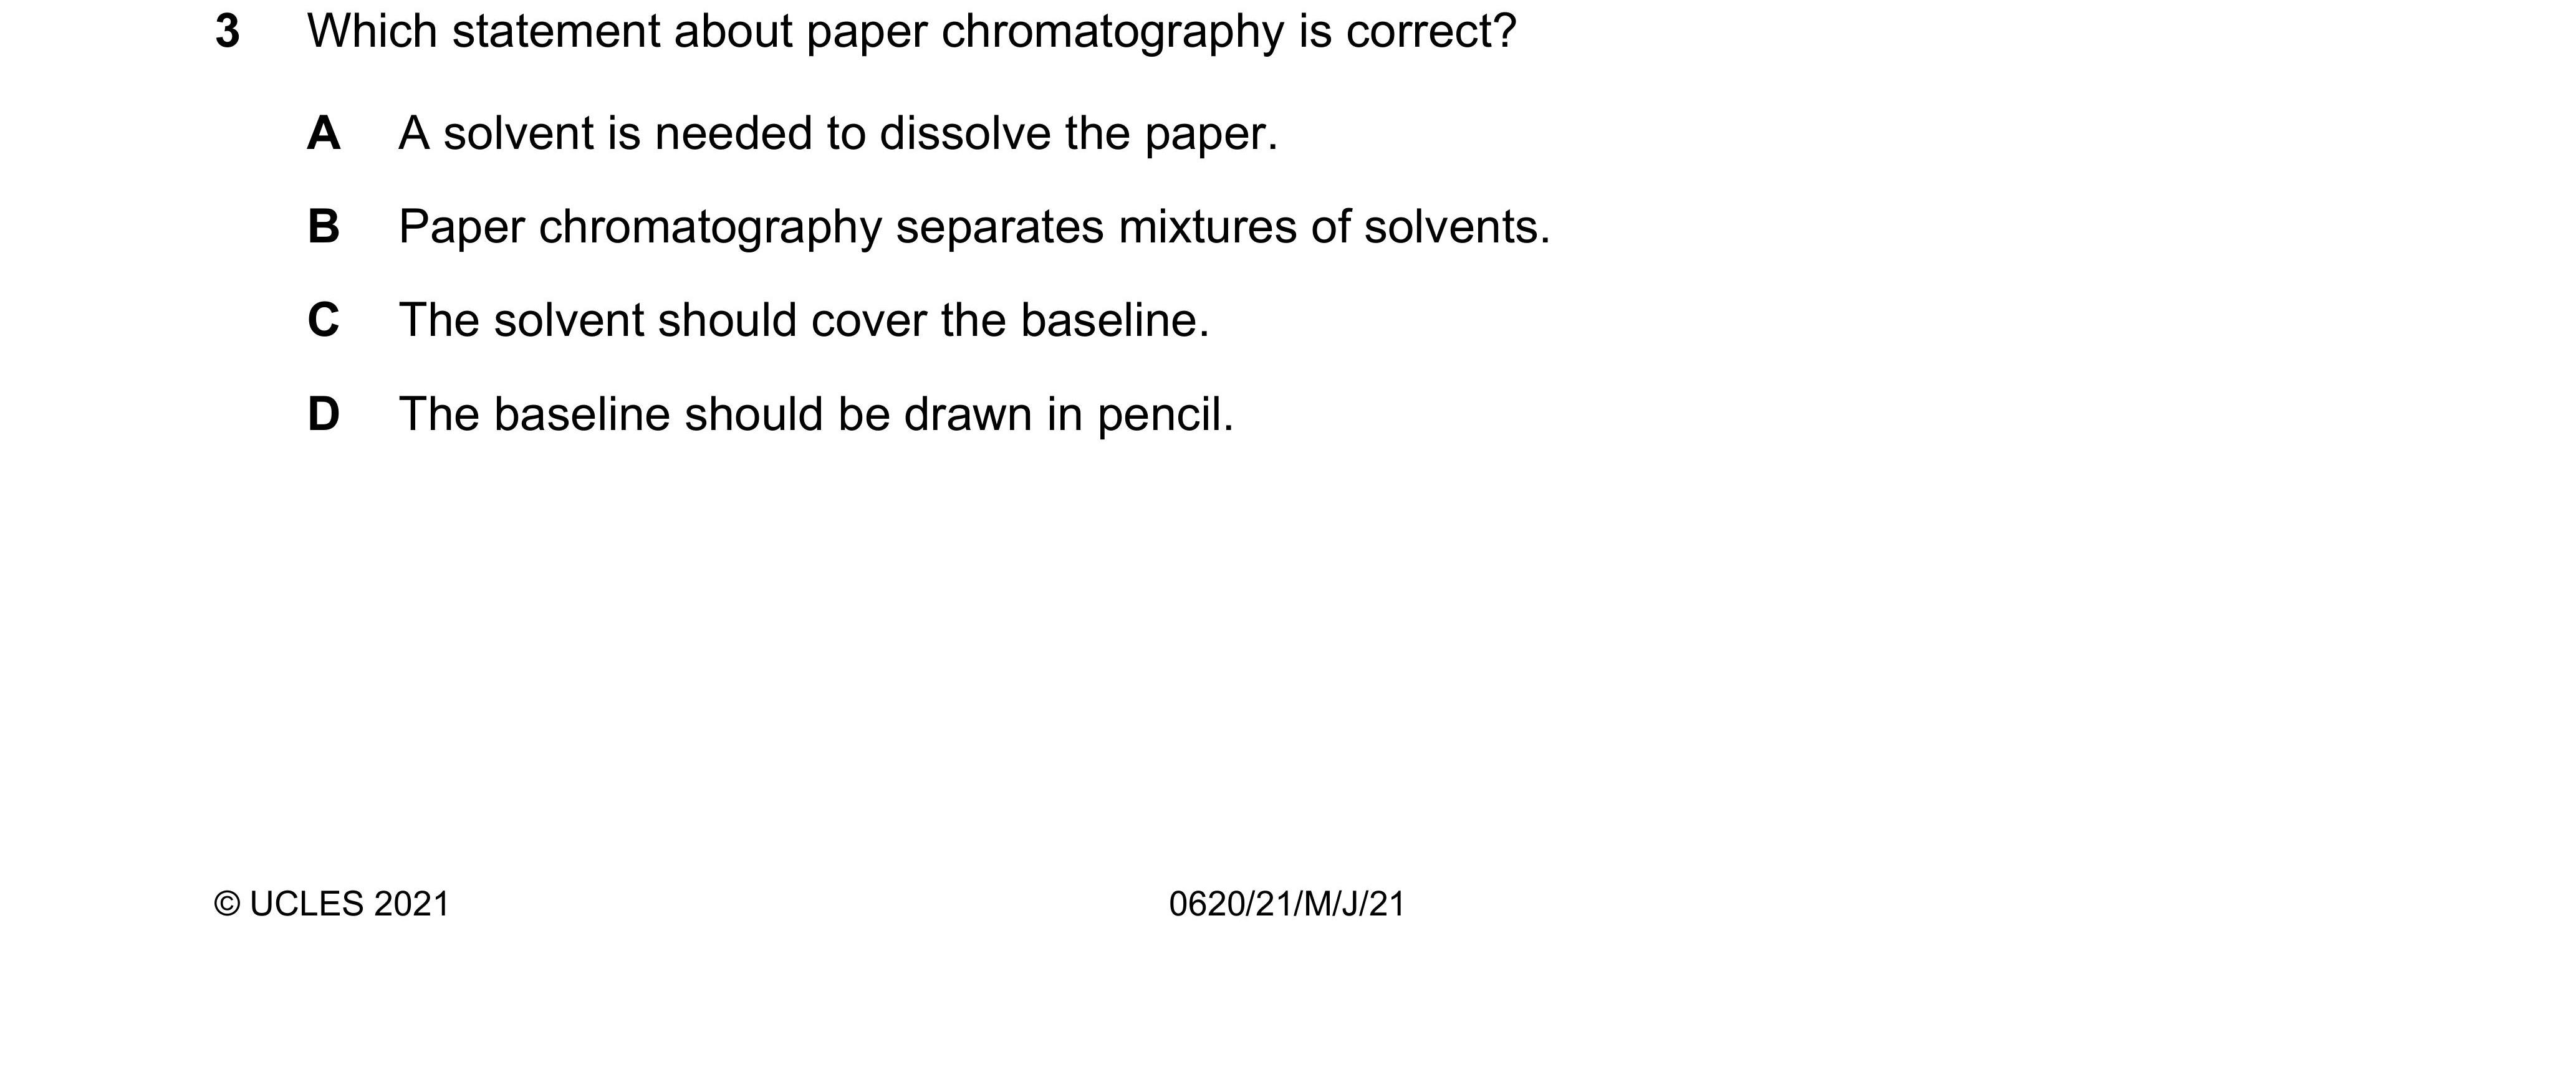 3 Which statement about paper chromatography is correct?
A A solvent is needed to dissolve the paper.
B Paper chromatography separates mixtures of solvents.
C The solvent should cover the baseline.
D The baseline should be drawn in pencil.
© UCLES 2021 0620/21/M/J/21